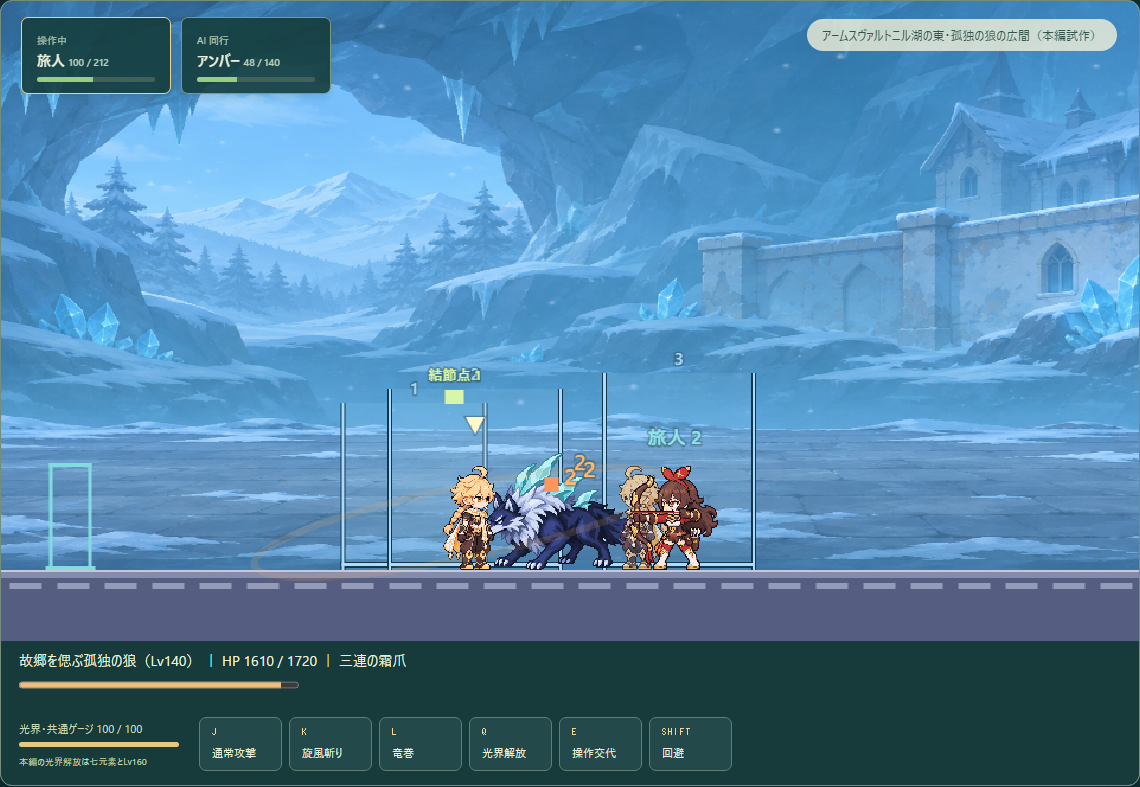 操作中
旅人 100 / 212
AI 同行
アンバー 48 / 140
アームスヴァルトニル湖の東・孤独の狼の広間（本編試作）
3
1
結節点
旅人 2
2
2
2
故郷を偲ぶ孤独の狼（Lv140） | HP 1610 / 1720 | 三連の霜爪
光界・共通ゲージ 100 / 100
本編の光界解放は七元素とLv160
J
通常攻撃
K
旋風斬り
L
竜巻
Q
光界解放
E
操作交代
SHIFT
回避